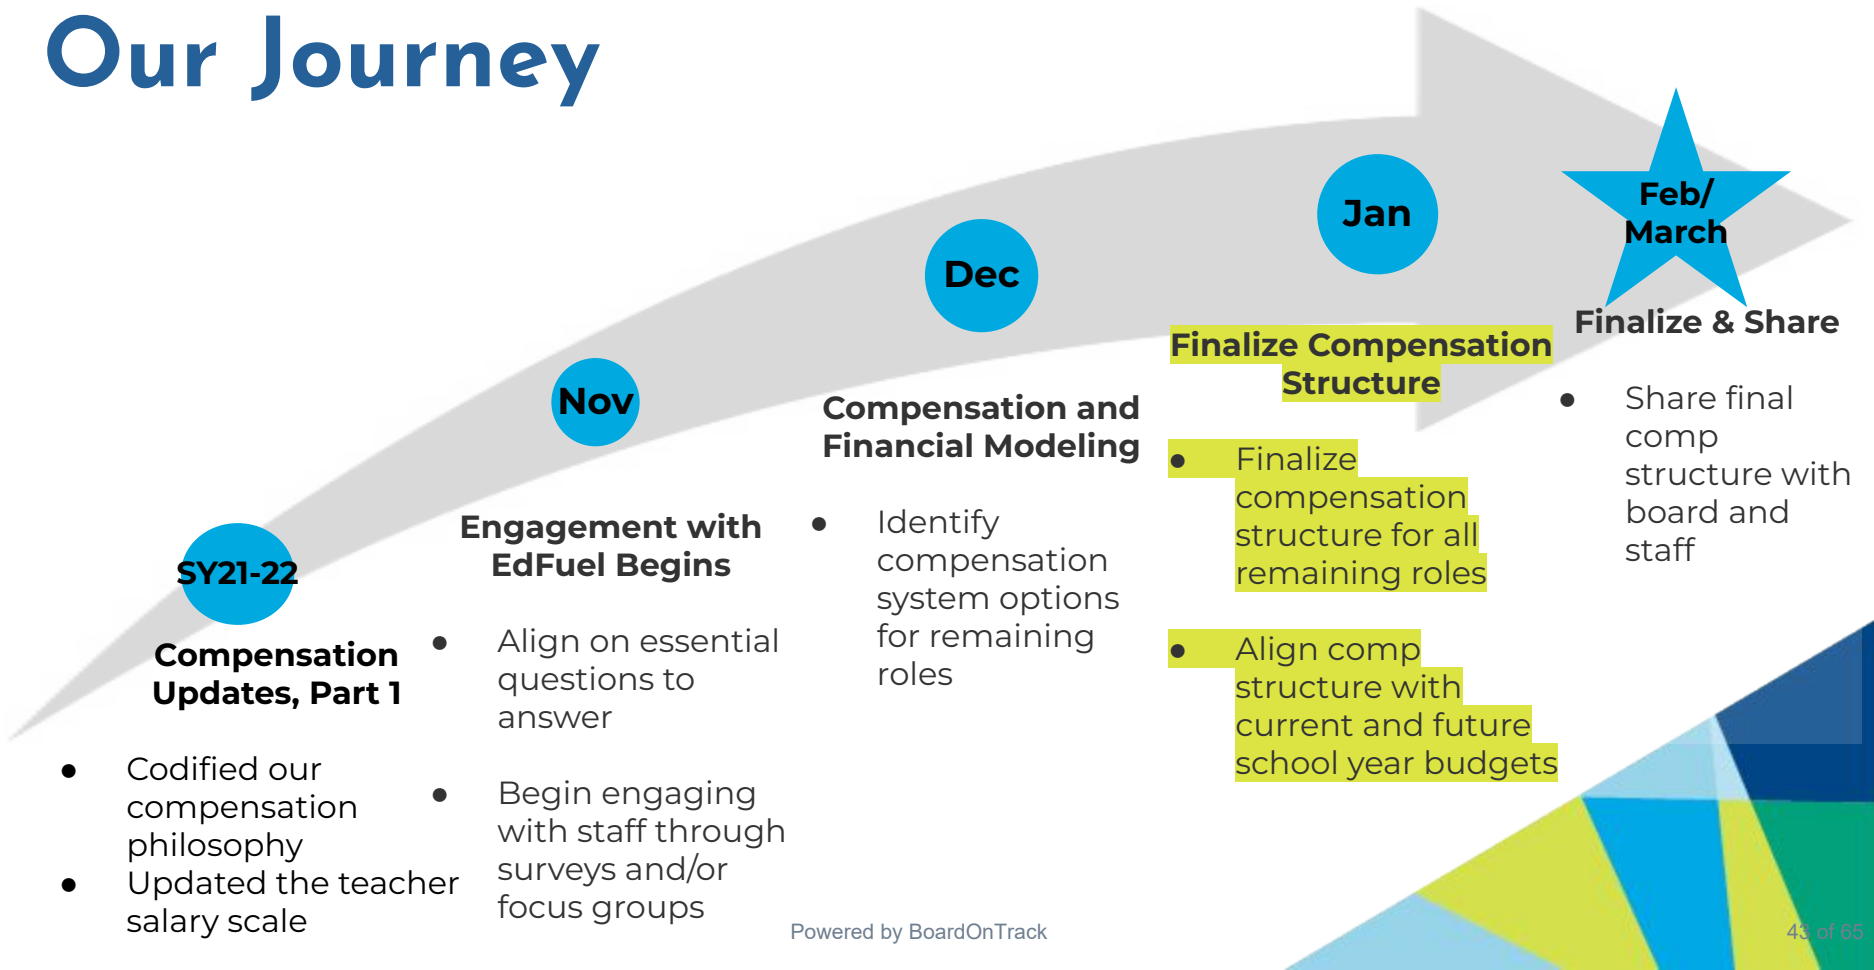 Our Journey
SY21-22
Compensation
Updates, Part 1
● Codified our
compensation
philosophy
● Updated the teacher
salary scale
Nov
Engagement with
EdFuel Begins
● Align on essential
questions to
answer
● Begin engaging
with staff through
surveys and/or
focus groups
Dec
Compensation and
Financial Modeling
● Identify
compensation
system options
for remaining
roles
Jan
Finalize Compensation
Structure
● Finalize
compensation
structure for all
remaining roles
● Align comp
structure with
current and future
school year budgets
Feb/
March
Finalize & Share
● Share final
comp
structure with
board and
staff
Powered by BoardOnTrack
43 of 65